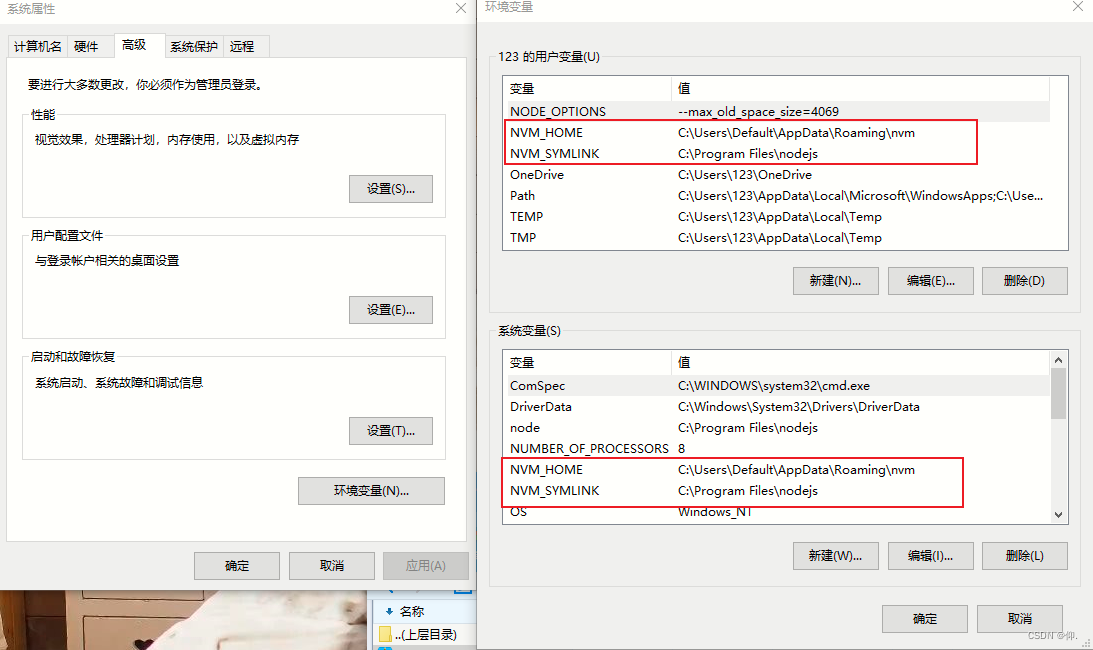 系统属性
计算机名 硬件 高级 系统保护 远程
要进行大多数更改，你必须作为管理员登录。
性能
视觉效果，处理器计划，内存使用，以及虚拟内存
设置(S)...
用户配置文件
与登录帐户相关的桌面设置
设置(E)...
启动和故障恢复
系统启动、系统故障和调试信息
设置(T)...
环境变量(N)...
确定 取消 应用(A)
名称
..(上层目录)
环境变量
123 的用户变量(U)
变量 值
NODE_OPTIONS --max_old_space_size=4069
NVM_HOME C:\Users\Default\AppData\Roaming\nvm
NVM_SYMLINK C:\Program Files\nodejs
OneDrive C:\Users\123\OneDrive
Path C:\Users\123\AppData\Local\Microsoft\WindowsApps;C:\Use...
TEMP C:\Users\123\AppData\Local\Temp
TMP C:\Users\123\AppData\Local\Temp
新建(N)... 编辑(E)... 删除(D)
系统变量(S)
变量 值
ComSpec C:\WINDOWS\system32\cmd.exe
DriverData C:\Windows\System32\Drivers\DriverData
node C:\Program Files\nodejs
NUMBER_OF_PROCESSORS 8
NVM_HOME C:\Users\Default\AppData\Roaming\nvm
NVM_SYMLINK C:\Program Files\nodejs
OS Windows_NT
新建(W)... 编辑(I)... 删除(L)
确定 取消
CSDN @仰.